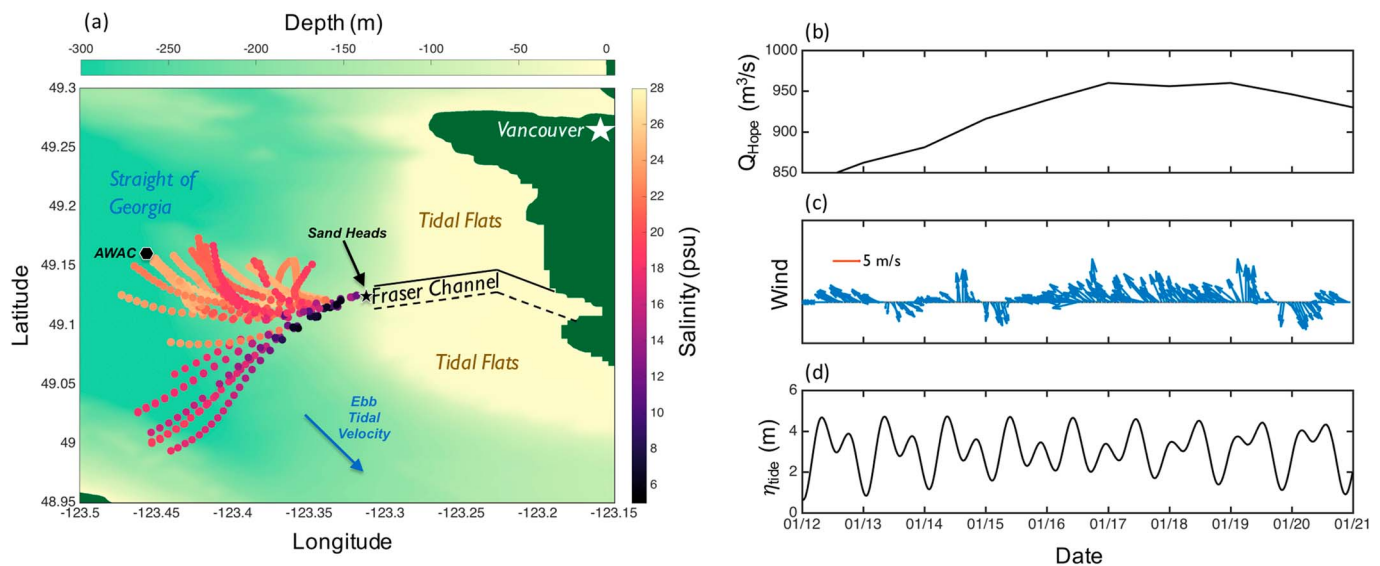 (a)
Depth (m)
-300 -250 -200 -150 -100 -50 0
49.3
49.25
49.2
49.15
49.1
49.05
49
48.95
Latitude
Vancouver
Straight of
Georgia
Tidal Flats
Sand Heads
AWAC
Fraser Channel
Tidal Flats
Ebb
Tidal
Velocity
28
26
24
22
20
18
16
14
12
10
8
6
Salinity (psu)
-123.5 -123.45 -123.4 -123.35 -123.3 -123.25 -123.2 -123.15
Longitude
(b)
1000
950
900
850
QHope (m3/s)
(c)
5 m/s
Wind
(d)
6
4
2
0
ηtide (m)
01/12 01/13 01/14 01/15 01/16 01/17 01/18 01/19 01/20 01/21
Date